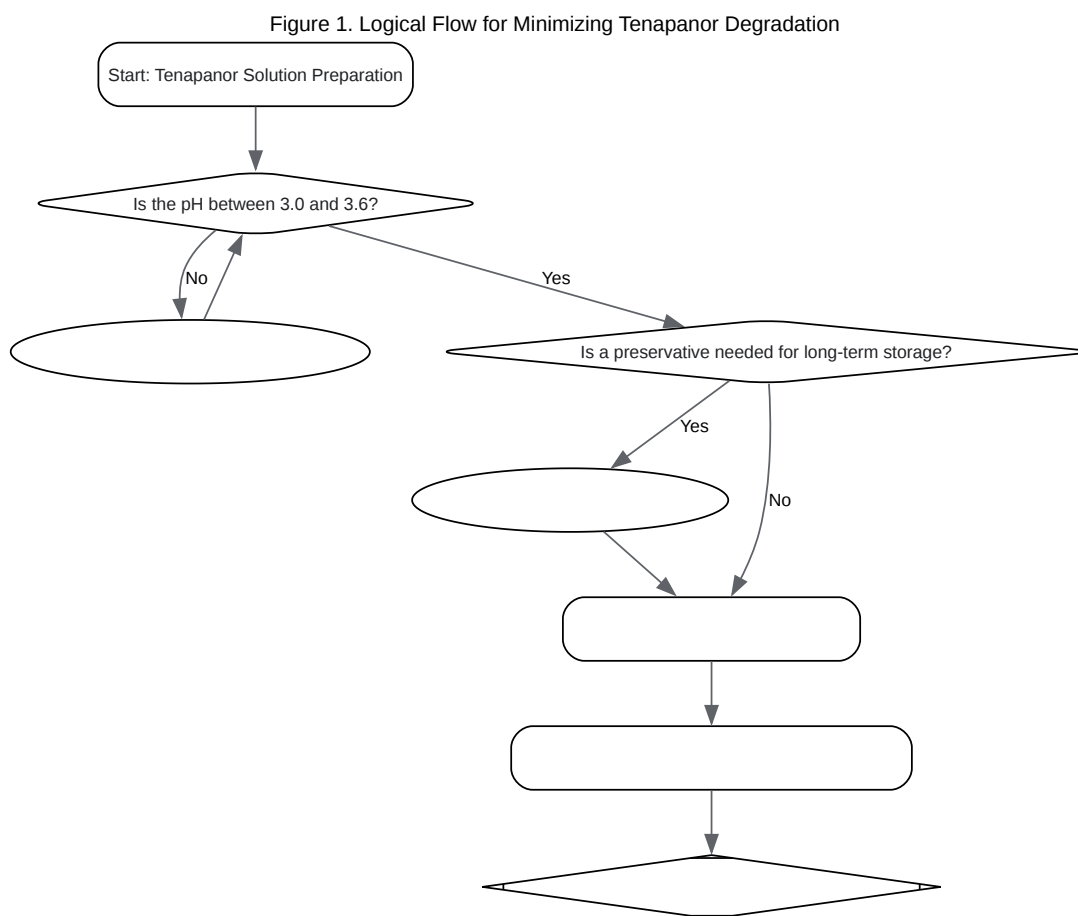 Figure 1. Logical Flow for Minimizing Tenapanor Degradation
Start: Tenapanor Solution Preparation
Is the pH between 3.0 and 3.6?
No
Yes
Is a preservative needed for long-term storage?
Yes
No